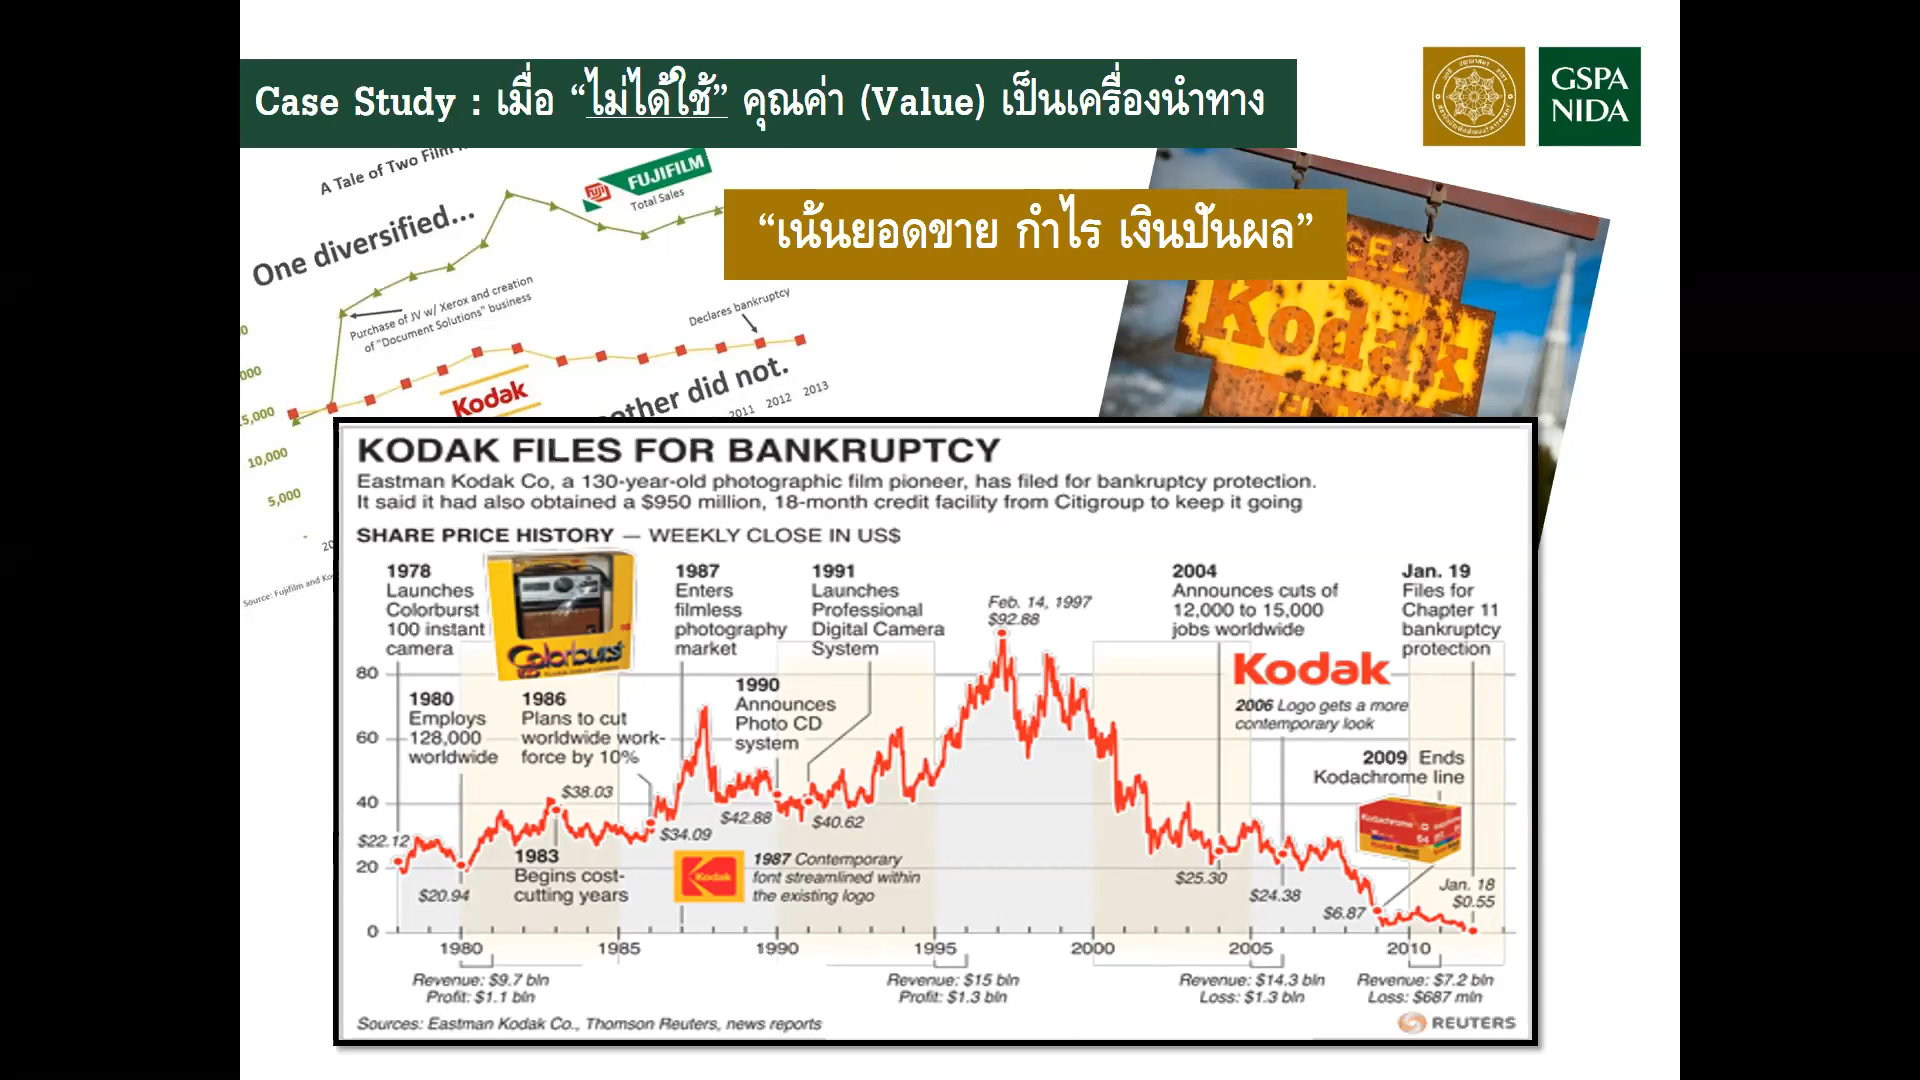 Case Study : เมื่อ “ไม่ได้ใช้” คุณค่า (Value) เป็นเครื่องนำทาง
GSPA
NIDA
A Tale of Two Film
FUJIFILM
Total Sales
One diversified...
“เน้นยอดขาย กำไร เงินปันผล”
Purchase of JV w/ Xerox and creation
of "Document Solutions" business
Declares bankruptcy
Kodak
other did not.
2011 2012 2013
10,000
5,000
Source: Fujifilm and
Kodak
KODAK FILES FOR BANKRUPTCY
Eastman Kodak Co, a 130-year-old photographic film pioneer, has filed for bankruptcy protection.
It said it had also obtained a $950 million, 18-month credit facility from Citigroup to keep it going
SHARE PRICE HISTORY — WEEKLY CLOSE IN US$
1978
Launches
Colorburst
100 instant
camera
Colorburst
1987
Enters
filmless
photography
market
1991
Launches
Professional
Digital Camera
System
Feb. 14, 1997
$92.88
2004
Announces cuts of
12,000 to 15,000
jobs worldwide
Jan. 19
Files for
Chapter 11
bankruptcy
protection
Kodak
2006 Logo gets a more
contemporary look
1980
Employs
128,000
worldwide
1986
Plans to cut
worldwide work-
force by 10%
1990
Announces
Photo CD
system
2009 Ends
Kodachrome line
Kodachrome
80
60
40
20
0
$22.12
$20.94
$38.03
1983
Begins cost-
cutting years
$34.09
$42.88
$40.62
Kodak
1987 Contemporary
font streamlined within
the existing logo
$25.30
$24.38
$6.87
Jan. 18
$0.55
1980 1985 1990 1995 2000 2005 2010
Revenue: $9.7 bln
Profit: $1.1 bln
Revenue: $15 bln
Profit: $1.3 bln
Revenue: $14.3 bln
Loss: $1.3 bln
Revenue: $7.2 bln
Loss: $687 mln
Sources: Eastman Kodak Co., Thomson Reuters, news reports
REUTERS